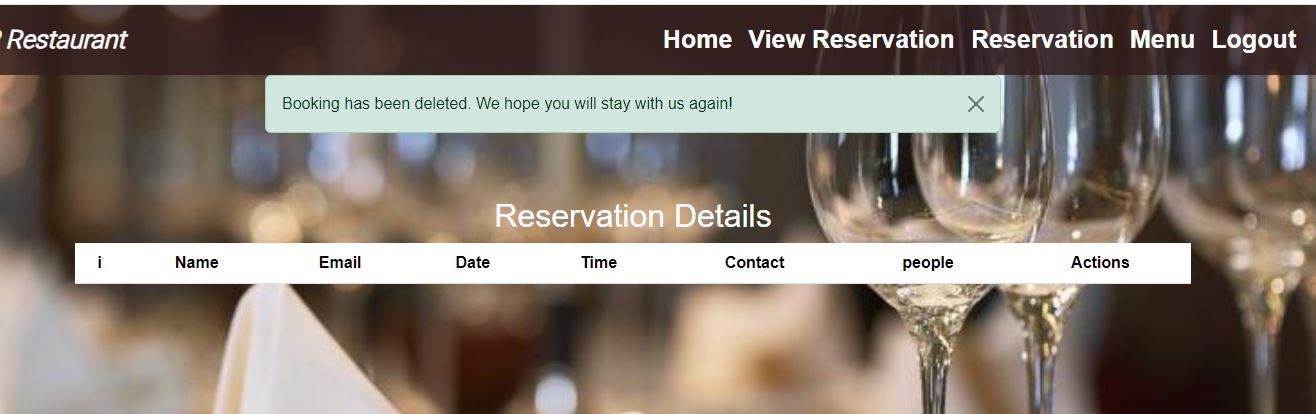 Restaurant
Home View Reservation Reservation Menu Logout
Booking has been deleted. We hope you will stay with us again!
Reservation Details
i Name Email Date Time Contact people Actions